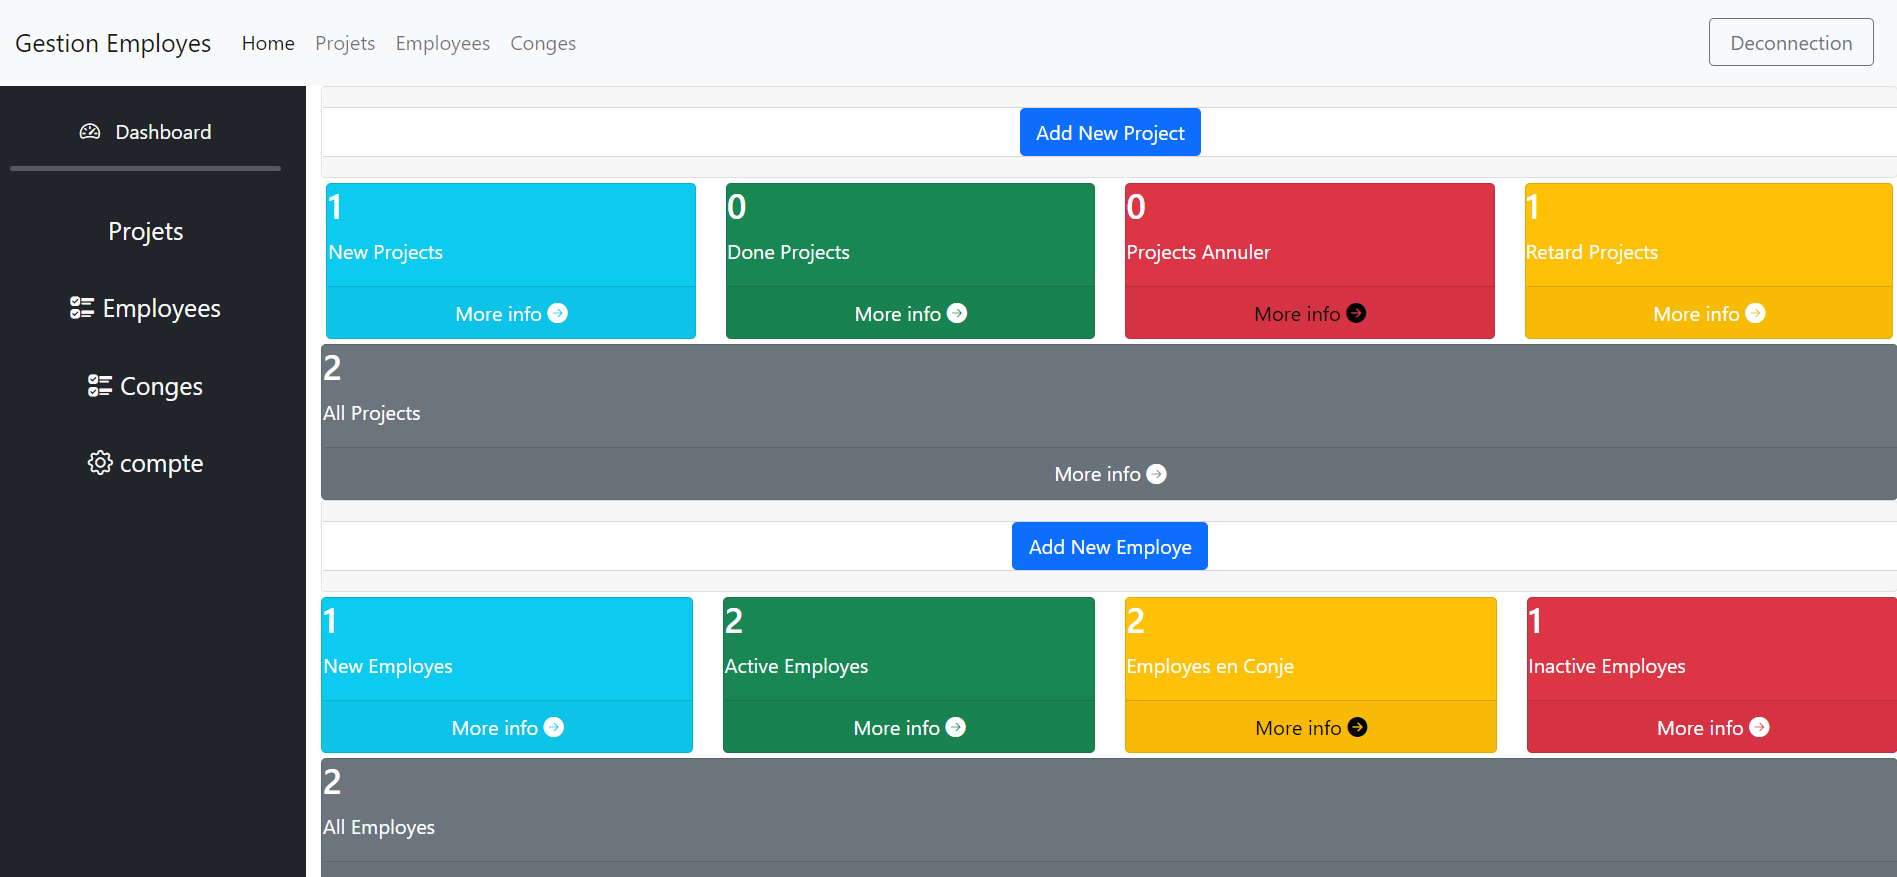 Gestion Employes Home Projets Employees Conges Deconnection
Dashboard
Projets
Employees
Conges
compte
Add New Project
1 0 0 1
New Projects Done Projects Projects Annuler Retard Projects
More info More info More info More info
2
All Projects
More info
Add New Employe
1 2 2 1
New Employes Active Employes Employes en Conje Inactive Employes
More info More info More info More info
2
All Employes